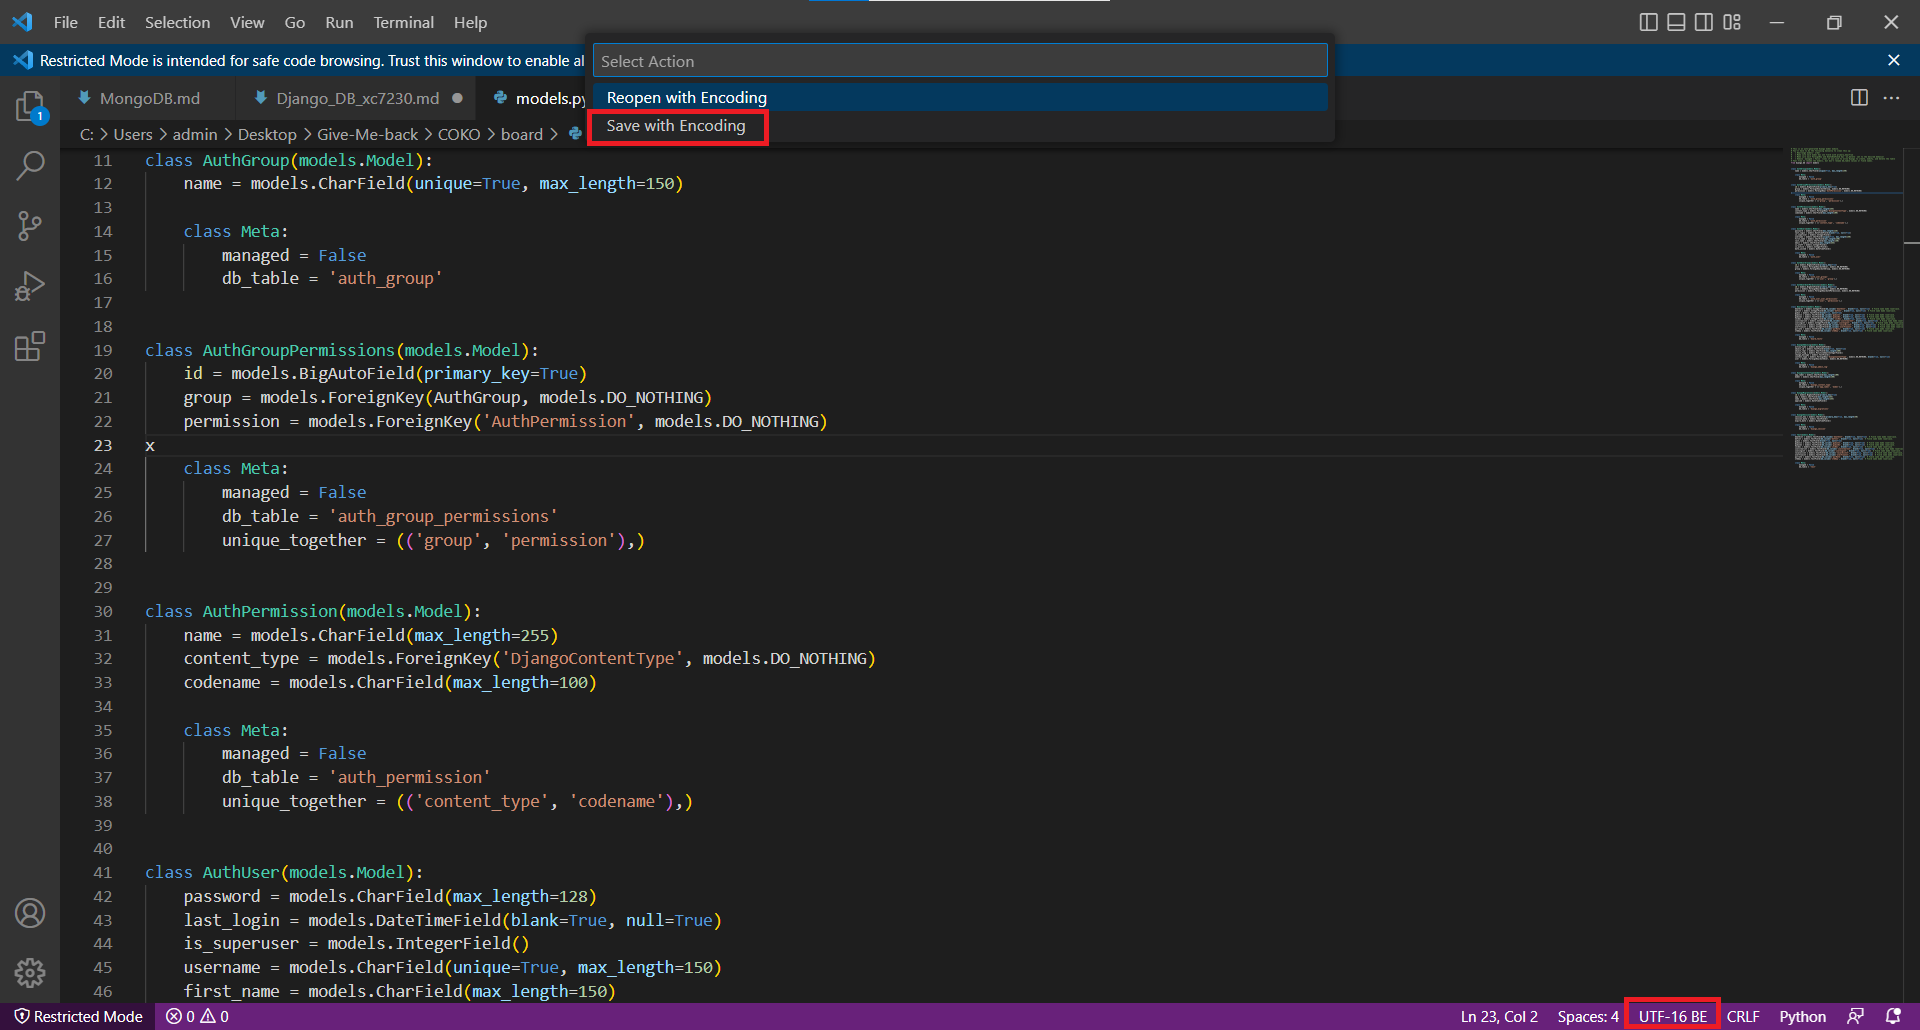 File Edit Selection View Go Run Terminal Help
Restricted Mode is intended for safe code browsing. Trust this window to enable al
Select Action
Reopen with Encoding
Save with Encoding
1
MongoDB.md
Django_DB_xc7230.md
models.py
C: > Users > admin > Desktop > Give-Me-back > COKO > board >
11 class AuthGroup(models.Model):
12     name = models.CharField(unique=True, max_length=150)
13
14     class Meta:
15         managed = False
16         db_table = 'auth_group'
17
18
19 class AuthGroupPermissions(models.Model):
20     id = models.BigAutoField(primary_key=True)
21     group = models.ForeignKey(AuthGroup, models.DO_NOTHING)
22     permission = models.ForeignKey('AuthPermission', models.DO_NOTHING)
23 x
24     class Meta:
25         managed = False
26         db_table = 'auth_group_permissions'
27         unique_together = (('group', 'permission'),)
28
29
30 class AuthPermission(models.Model):
31     name = models.CharField(max_length=255)
32     content_type = models.ForeignKey('DjangoContentType', models.DO_NOTHING)
33     codename = models.CharField(max_length=100)
34
35     class Meta:
36         managed = False
37         db_table = 'auth_permission'
38         unique_together = (('content_type', 'codename'),)
39
40
41 class AuthUser(models.Model):
42     password = models.CharField(max_length=128)
43     last_login = models.DateTimeField(blank=True, null=True)
44     is_superuser = models.IntegerField()
45     username = models.CharField(unique=True, max_length=150)
46     first_name = models.CharField(max_length=150)
Restricted Mode 0 0 Ln 23, Col 2 Spaces: 4 UTF-16 BE CRLF Python